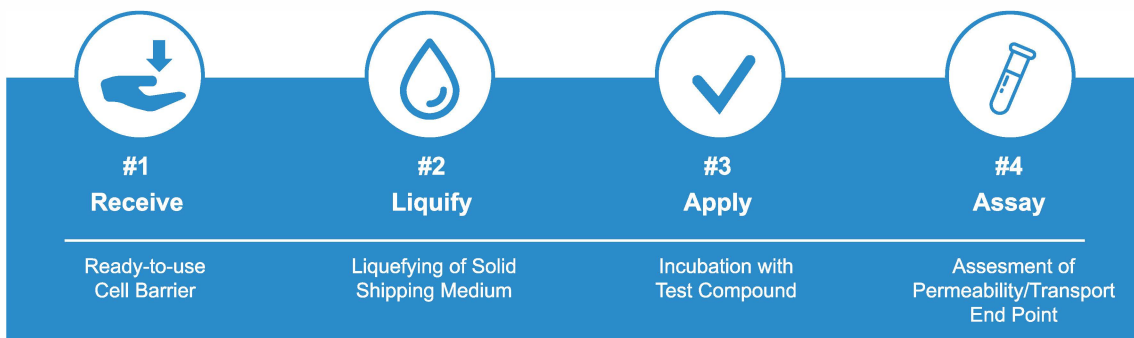 #1
Receive
Ready-to-use
Cell Barrier
#2
Liquify
Liquefying of Solid
Shipping Medium
#3
Apply
Incubation with
Test Compound
#4
Assay
Assesment of
Permeability/Transport
End Point